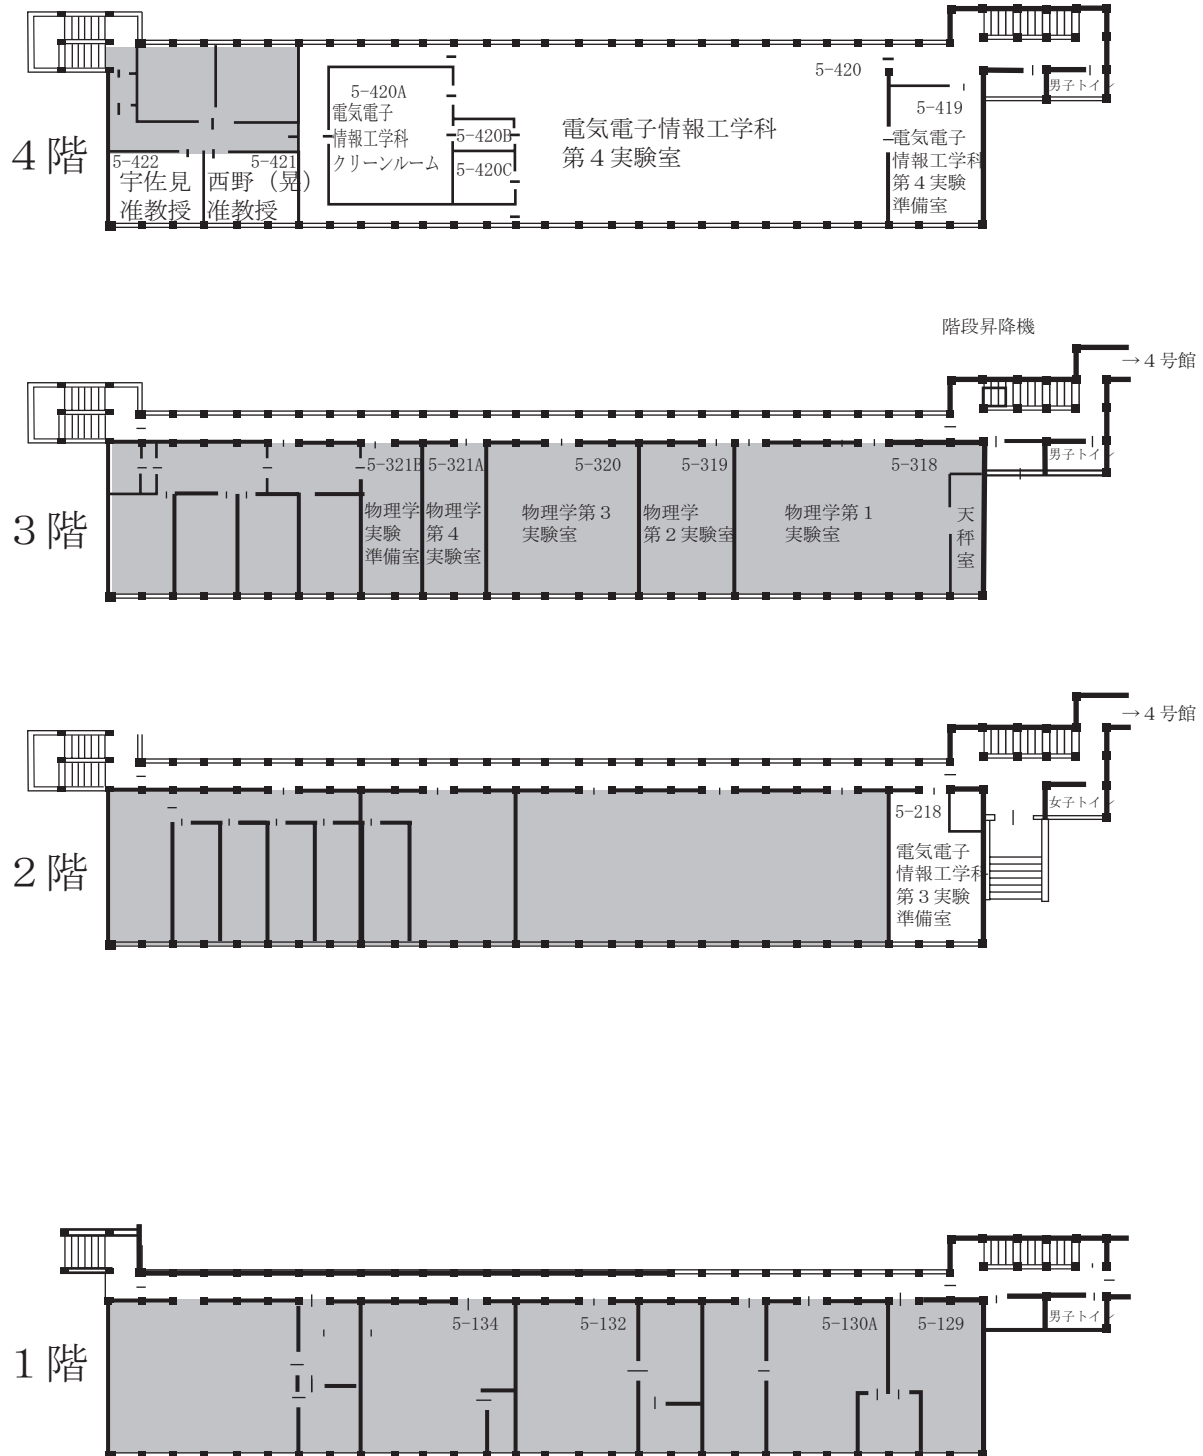 4階
5-422
宇佐見
准教授
5-421
西野（晃）
准教授
5-420A
電気電子
情報工学科
クリーンルーム
5-420B
5-420C
電気電子情報工学科
第４実験室
5-420
5-419
電気電子
情報工学科
第４実験
準備室
男子トイレ
階段昇降機
→４号館
3階
5-321B
物理学
実験
準備室
5-321A
物理学
第４
実験室
5-320
物理学第３
実験室
5-319
物理学
第２実験室
5-318
物理学第１
実験室
天秤室
男子トイレ
→４号館
2階
5-218
電気電子
情報工学科
第３実験
準備室
女子トイレ
1階
5-134
5-132
5-130A
5-129
男子トイレ